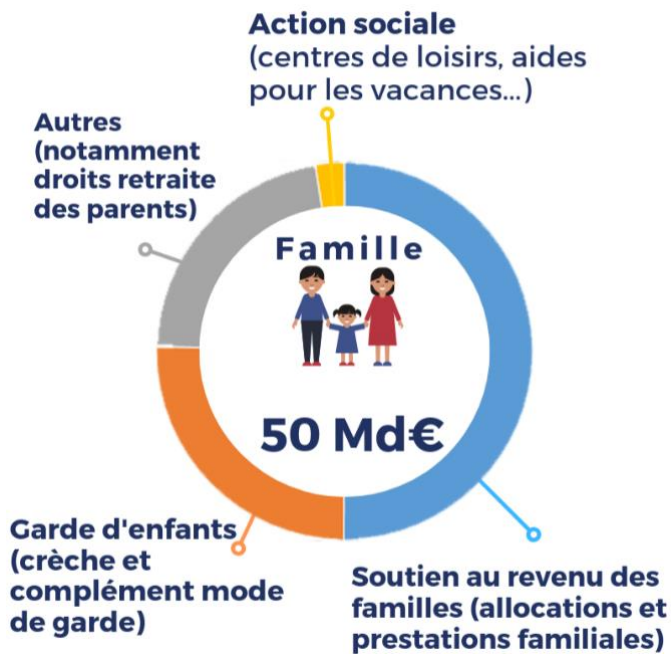 Action sociale
(centres de loisirs, aides
pour les vacances...)
Autres
(notamment
droits retraite
des parents)
Famille
50 Md€
Garde d'enfants
(crèche et
complément mode
de garde)
Soutien au revenu des
familles (allocations et
prestations familiales)